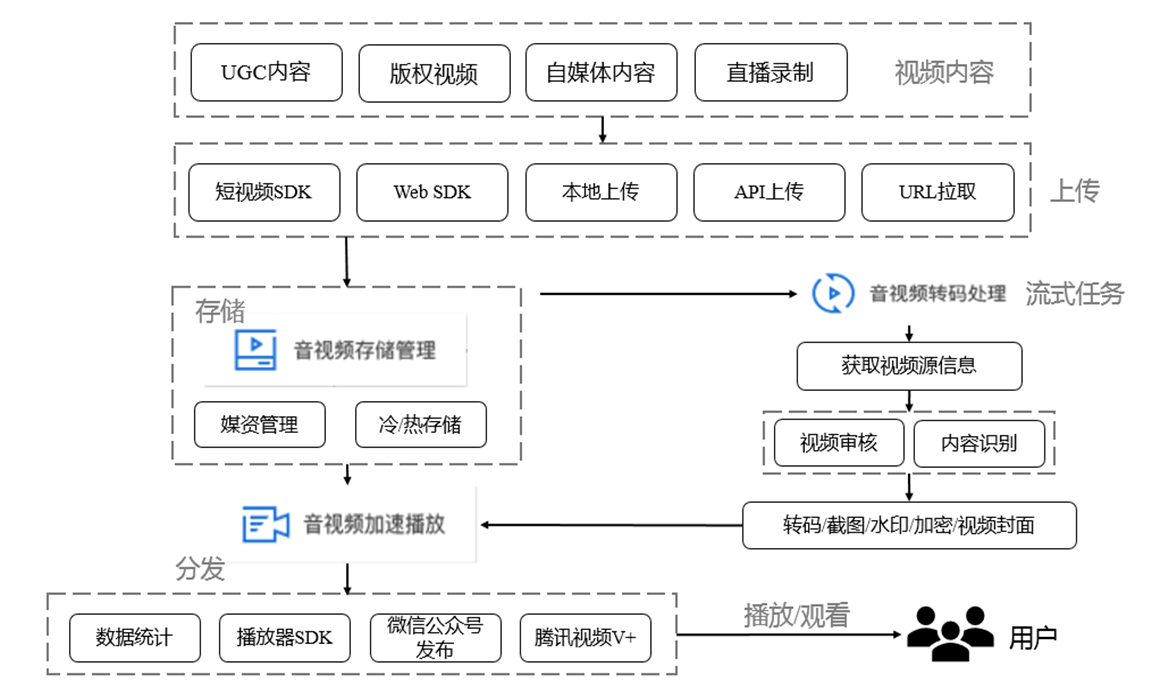 UGC内容
版权视频
自媒体内容
直播录制
视频内容
短视频SDK
Web SDK
本地上传
API上传
URL拉取
上传
存储
音视频存储管理
媒资管理
冷/热存储
音视频转码处理
流式任务
获取视频源信息
视频审核
内容识别
转码/截图/水印/加密/视频封面
音视频加速播放
分发
数据统计
播放器SDK
微信公众号
发布
腾讯视频V+
播放/观看
用户